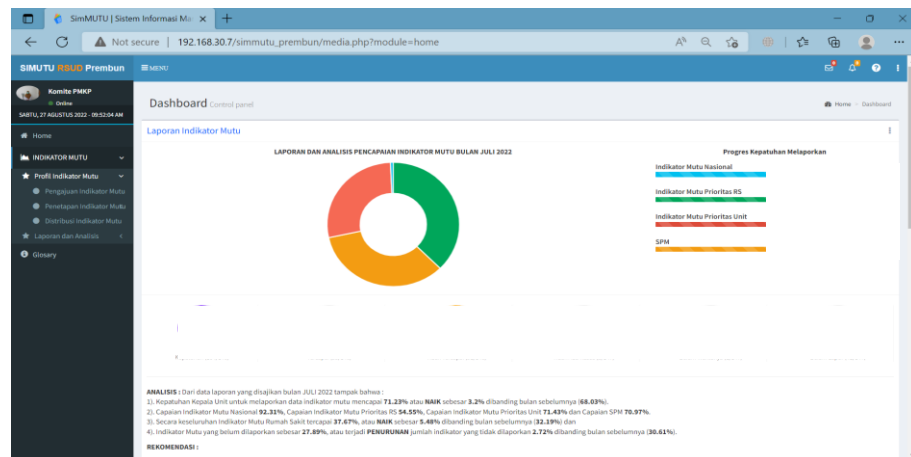 SimMUTU | Sistem Informasi Ma
Not secure | 192.168.30.7/simmutu_prembun/media.php?module=home
SIMUTU RSUD Prembun
MENU
Komite PMKP
Online
SABTU, 27 AGUSTUS 2022 - 09:52:04 AM
Home
INDIKATOR MUTU
Profil Indikator Mutu
Pengajuan Indikator Mutu
Penetapan Indikator Mutu
Distribusi Indikator Mutu
Laporan dan Analisis
Glosary
Dashboard Control panel
Home - Dashboard
Laporan Indikator Mutu
LAPORAN DAN ANALISIS PENCAPAIAN INDIKATOR MUTU BULAN JULI 2022
Progres Kepatuhan Melaporkan
Indikator Mutu Nasional
Indikator Mutu Prioritas RS
Indikator Mutu Prioritas Unit
SPM
ANALISIS : Dari data laporan yang disajikan bulan JULI 2022 tampak bahwa :
1). Kepatuhan Kepala Unit untuk melaporkan data indikator mutu mencapai 71.23% atau NAIK sebesar 3.2% dibanding bulan sebelumnya (68.03%).
2). Capaian Indikator Mutu Nasional 92.31%, Capaian Indikator Mutu Prioritas RS 54.55%, Capaian Indikator Mutu Prioritas Unit 71.43% dan Capaian SPM 70.97%.
3). Secara keseluruhan Indikator Mutu Rumah Sakit tercapai 37.67%, atau NAIK sebesar 5.48% dibanding bulan sebelumnya (32.19%) dan
4). Indikator Mutu yang belum dilaporkan sebesar 27.89%, atau terjadi PENURUNAN jumlah indikator yang tidak dilaporkan 2.72% dibanding bulan sebelumnya (30.61%).
REKOMENDASI :